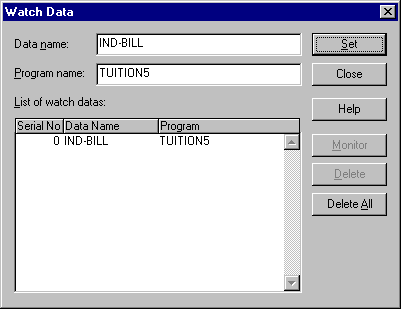 Watch Data
Data name: IND-BILL Set
Program name: TUITION5 Close
List of watch datas: Help
Serial No Data Name Program
0 IND-BILL TUITION5
Monitor
Delete
Delete All